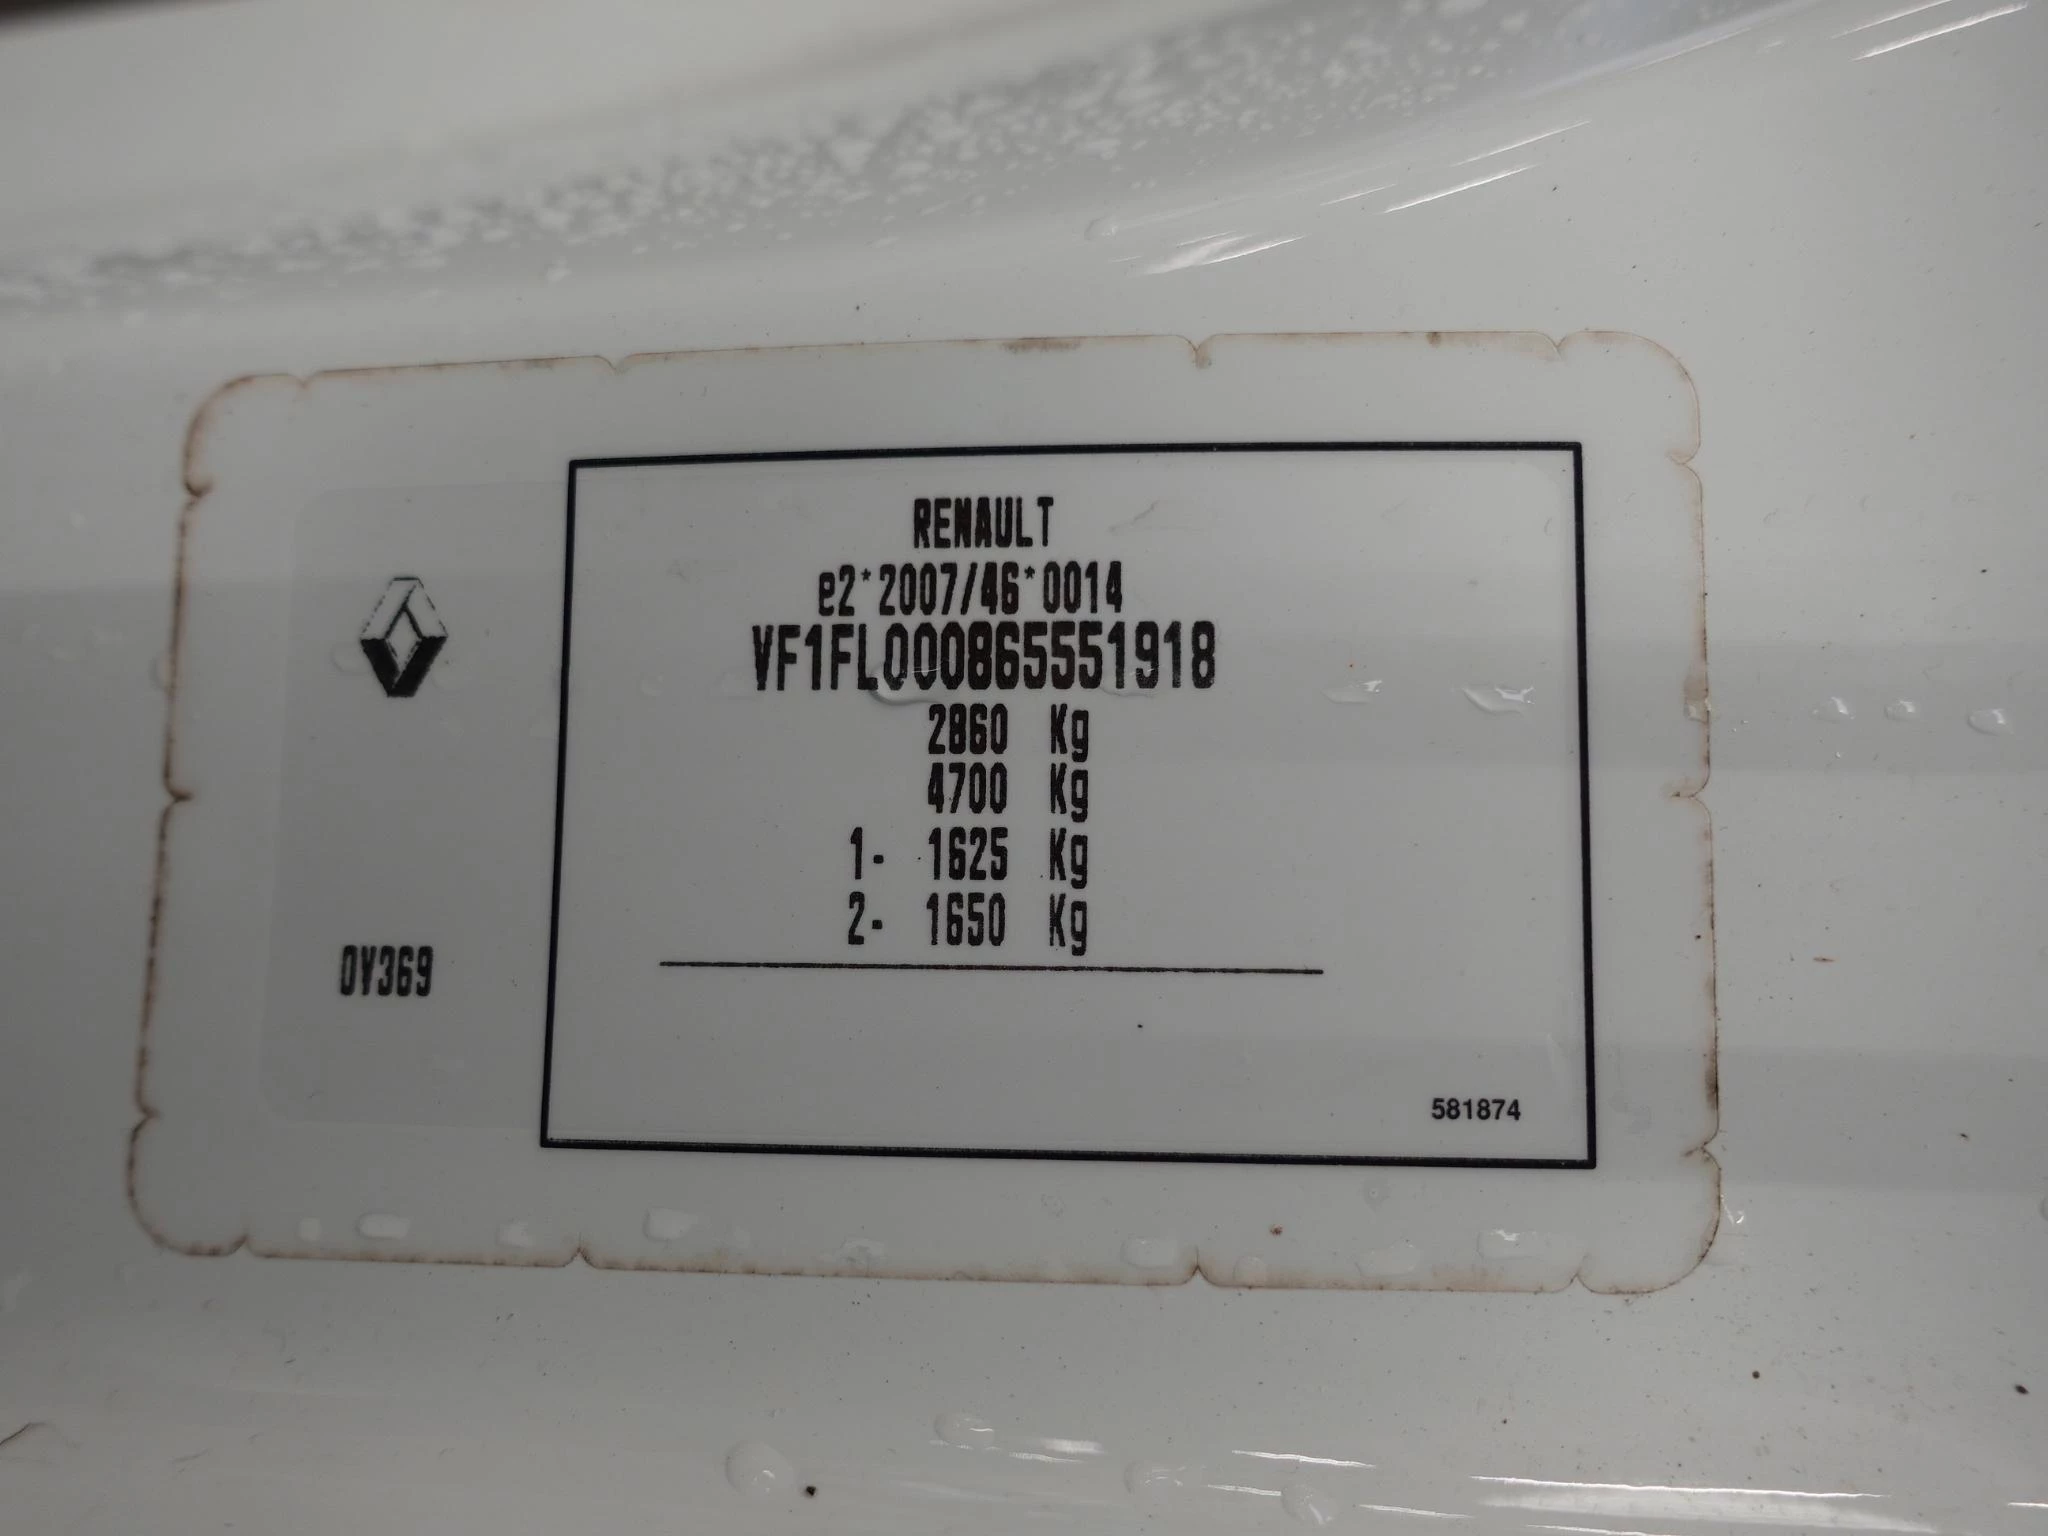 RENAULT
e2*2007/46*0014
VF1FL000865551918
2860 Kg
4700 Kg
1- 1625 Kg
2- 1650 Kg
0V369
581874